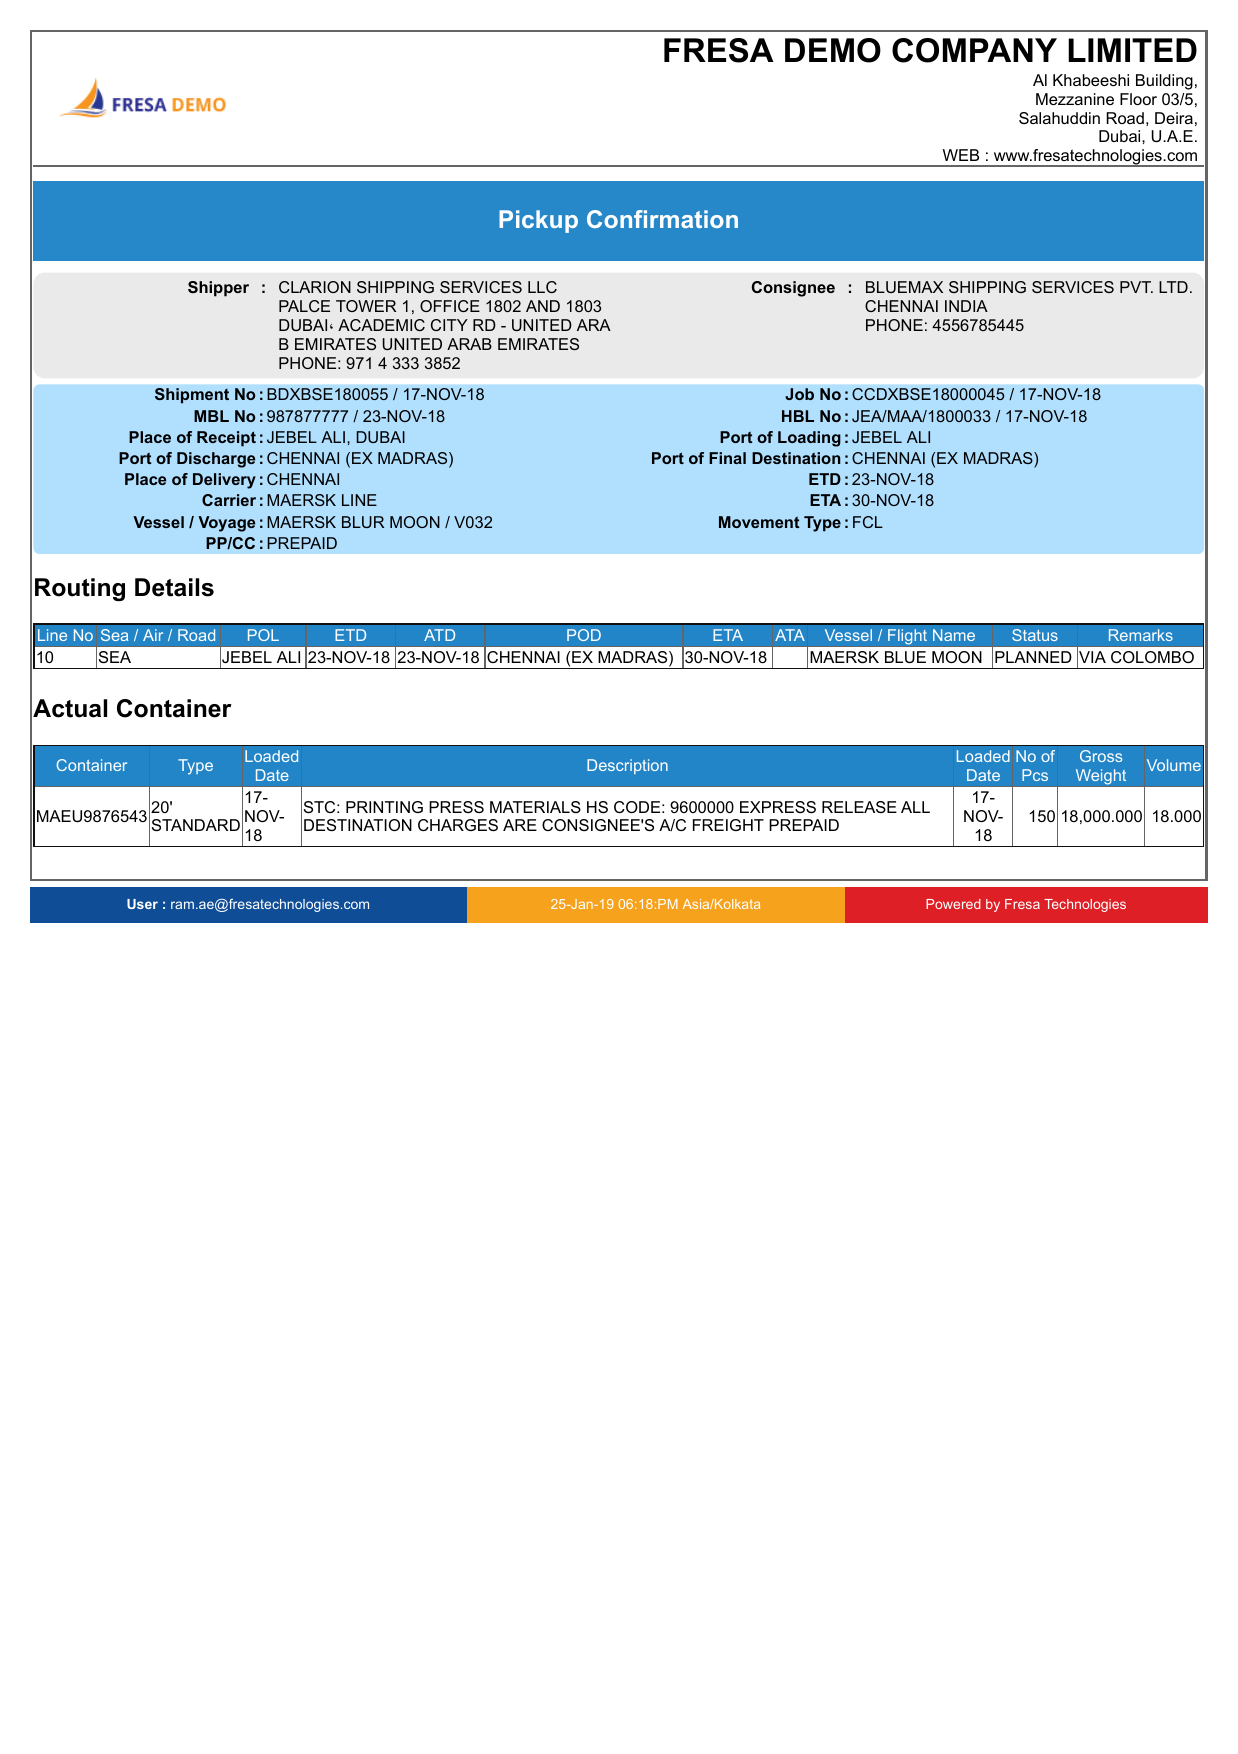 FRESA DEMO COMPANY LIMITED
Al Khabeeshi Building,
Mezzanine Floor 03/5,
Salahuddin Road, Deira,
Dubai, U.A.E.
WEB : www.fresatechnologies.com
FRESA DEMO
Pickup Confirmation
Shipper : CLARION SHIPPING SERVICES LLC
PALCE TOWER 1, OFFICE 1802 AND 1803
DUBAI، ACADEMIC CITY RD - UNITED ARA
B EMIRATES UNITED ARAB EMIRATES
PHONE: 971 4 333 3852
Consignee : BLUEMAX SHIPPING SERVICES PVT. LTD.
CHENNAI INDIA
PHONE: 4556785445
Shipment No : BDXBSE180055 / 17-NOV-18 Job No : CCDXBSE18000045 / 17-NOV-18
MBL No : 987877777 / 23-NOV-18 HBL No : JEA/MAA/1800033 / 17-NOV-18
Place of Receipt : JEBEL ALI, DUBAI Port of Loading : JEBEL ALI
Port of Discharge : CHENNAI (EX MADRAS) Port of Final Destination : CHENNAI (EX MADRAS)
Place of Delivery : CHENNAI ETD : 23-NOV-18
Carrier : MAERSK LINE ETA : 30-NOV-18
Vessel / Voyage : MAERSK BLUR MOON / V032 Movement Type : FCL
PP/CC : PREPAID
Routing Details
Line No Sea / Air / Road POL ETD ATD POD ETA ATA Vessel / Flight Name Status Remarks
10 SEA JEBEL ALI 23-NOV-18 23-NOV-18 CHENNAI (EX MADRAS) 30-NOV-18 MAERSK BLUE MOON PLANNED VIA COLOMBO
Actual Container
Container Type Loaded Date Description Loaded Date No of Pcs Gross Weight Volume
MAEU9876543 20' STANDARD 17-NOV-18 STC: PRINTING PRESS MATERIALS HS CODE: 9600000 EXPRESS RELEASE ALL DESTINATION CHARGES ARE CONSIGNEE'S A/C FREIGHT PREPAID 17-NOV-18 150 18,000.000 18.000
User : ram.ae@fresatechnologies.com 25-Jan-19 06:18:PM Asia/Kolkata Powered by Fresa Technologies